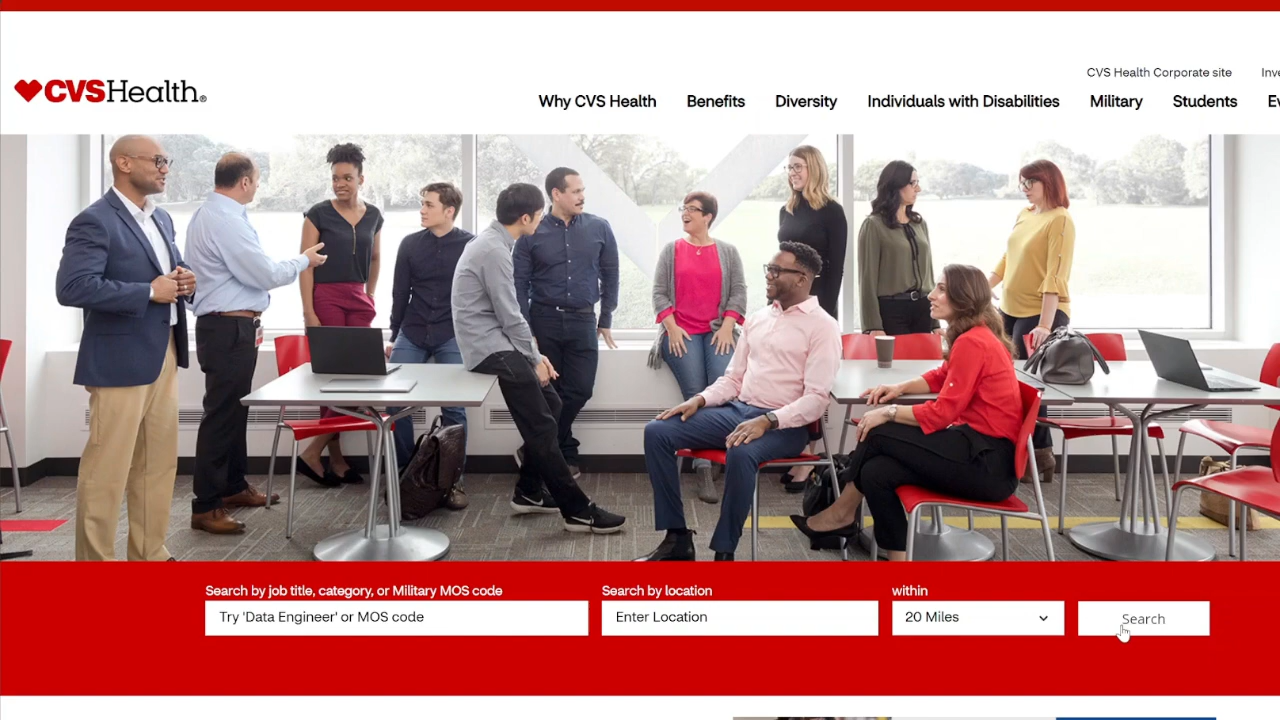 CVS Health Corporate site
CVSHealth®
Why CVS Health Benefits Diversity Individuals with Disabilities Military Students
Search by job title, category, or Military MOS code Search by location within
Try 'Data Engineer' or MOS code Enter Location 20 Miles Search